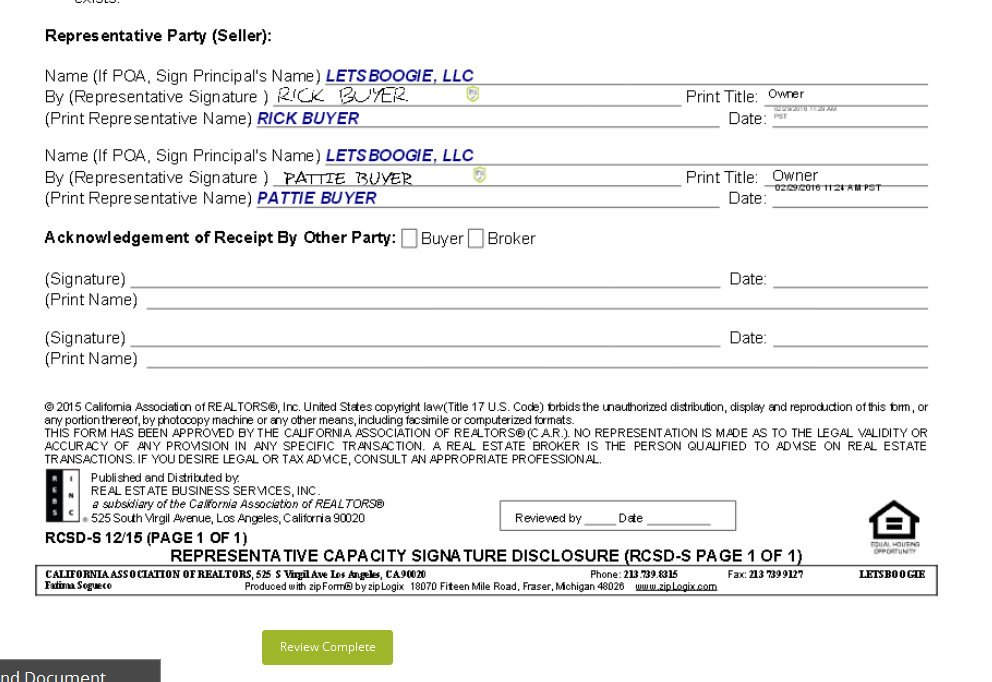 exists.
Representative Party (Seller):
Name (If POA, Sign Principal's Name) LETSBOOGIE, LLC
By (Representative Signature ) RICK BUYER Print Title: Owner
(Print Representative Name) RICK BUYER Date: 02/29/2016 11:29 AM PST
Name (If POA, Sign Principal's Name) LETSBOOGIE, LLC
By (Representative Signature ) PATTIE BUYER Print Title: Owner
(Print Representative Name) PATTIE BUYER Date: 02/29/2016 11:24 AM PST
Acknowledgement of Receipt By Other Party: Buyer Broker
(Signature) Date:
(Print Name)
(Signature) Date:
(Print Name)
© 2015 California Association of REALTORS®, Inc. United States copyright law (Title 17 U.S. Code) forbids the unauthorized distribution, display and reproduction of this form, or
any portion thereof, by photocopy machine or any other means, including facsimile or computerized formats.
THIS FORM HAS BEEN APPROVED BY THE CALIFORNIA ASSOCIATION OF REALTORS® (C.A.R.). NO REPRESENTATION IS MADE AS TO THE LEGAL VALIDITY OR
ACCURACY OF ANY PROVISION IN ANY SPECIFIC TRANSACTION. A REAL ESTATE BROKER IS THE PERSON QUALIFIED TO ADVISE ON REAL ESTATE
TRANSACTIONS. IF YOU DESIRE LEGAL OR TAX ADVICE, CONSULT AN APPROPRIATE PROFESSIONAL.
REBS INC
Published and Distributed by:
REAL ESTATE BUSINESS SERVICES, INC.
a subsidiary of the California Association of REALTORS®
® 525 South Virgil Avenue, Los Angeles, California 90020
Reviewed by Date
EQUAL HOUSING
OPPORTUNITY
RCSD-S 12/15 (PAGE 1 OF 1)
REPRESENTATIVE CAPACITY SIGNATURE DISCLOSURE (RCSD-S PAGE 1 OF 1)
CALIFORNIA ASSOCIATION OF REALTORS, 525 S Virgil Ave Los Angeles, CA 90020 Phone: 213.739.8315 Fax: 213 739 9127 LETSBOOGIE
Fatima Sogueco Produced with zipForm® by zipLogix 18070 Fifteen Mile Road, Fraser, Michigan 48026 www.zipLogix.com
Review Complete
nd Document